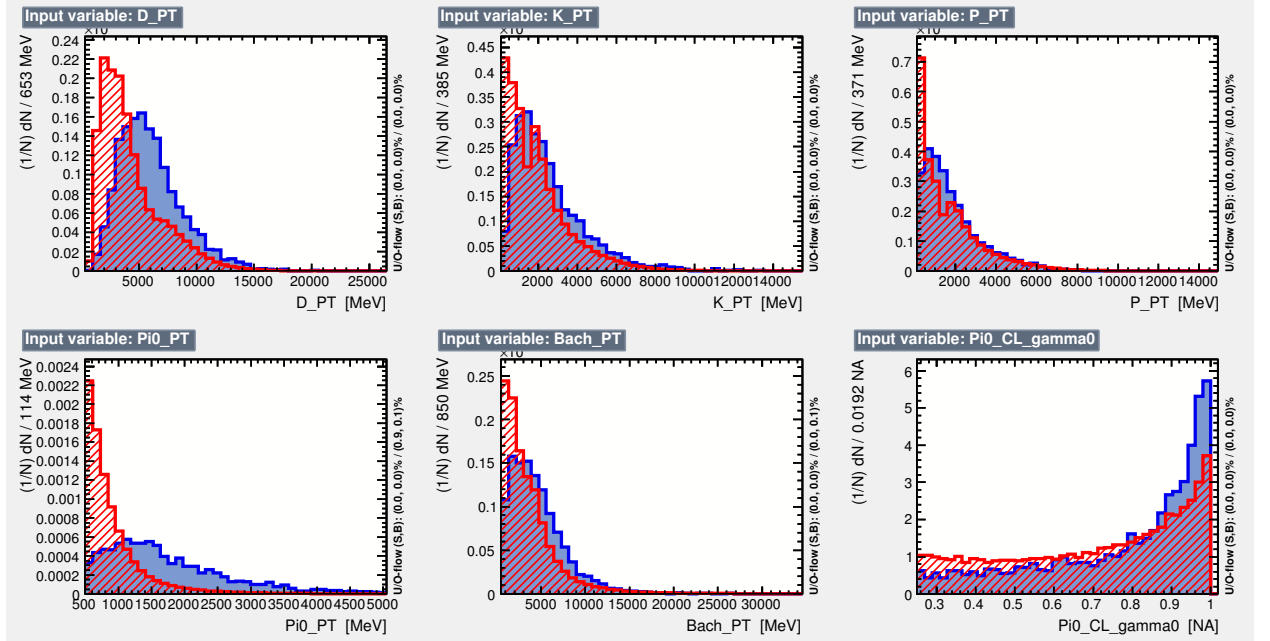 Input variable: D_PT
(1/N) dN / 653 MeV
0.24
0.22
0.2
0.18
0.16
0.14
0.12
0.1
0.08
0.06
0.04
0.02
0
5000 10000 15000 20000 25000
D_PT [MeV]
U/O-flow (S,B): (0.0, 0.0)% / (0.0, 0.0)%
Input variable: K_PT
(1/N) dN / 385 MeV
0.45
0.4
0.35
0.3
0.25
0.2
0.15
0.1
0.05
0
2000 4000 6000 8000 10000 12000 14000
K_PT [MeV]
U/O-flow (S,B): (0.0, 0.0)% / (0.0, 0.0)%
Input variable: P_PT
(1/N) dN / 371 MeV
0.7
0.6
0.5
0.4
0.3
0.2
0.1
0
2000 4000 6000 8000 10000 12000 14000
P_PT [MeV]
U/O-flow (S,B): (0.0, 0.0)% / (0.0, 0.0)%
Input variable: Pi0_PT
(1/N) dN / 114 MeV
0.0024
0.0022
0.002
0.0018
0.0016
0.0014
0.0012
0.001
0.0008
0.0006
0.0004
0.0002
0
500 1000 1500 2000 2500 3000 3500 4000 4500 5000
Pi0_PT [MeV]
U/O-flow (S,B): (0.0, 0.0)% / (0.9, 0.1)%
Input variable: Bach_PT
(1/N) dN / 850 MeV
0.25
0.2
0.15
0.1
0.05
0
5000 10000 15000 20000 25000 30000
Bach_PT [MeV]
U/O-flow (S,B): (0.0, 0.0)% / (0.0, 0.1)%
Input variable: Pi0_CL_gamma0
(1/N) dN / 0.0192 NA
6
5
4
3
2
1
0
0.3 0.4 0.5 0.6 0.7 0.8 0.9 1
Pi0_CL_gamma0 [NA]
U/O-flow (S,B): (0.0, 0.0)% / (0.0, 0.0)%